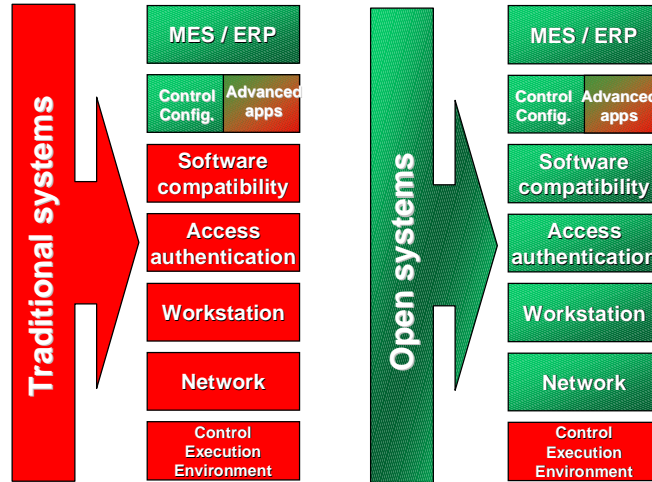 Traditional systems
MES / ERP
Control
Config.
Advanced
apps
Software
compatibility
Access
authentication
Workstation
Network
Control
Execution
Environment
Open systems
MES / ERP
Control
Config.
Advanced
apps
Software
compatibility
Access
authentication
Workstation
Network
Control
Execution
Environment